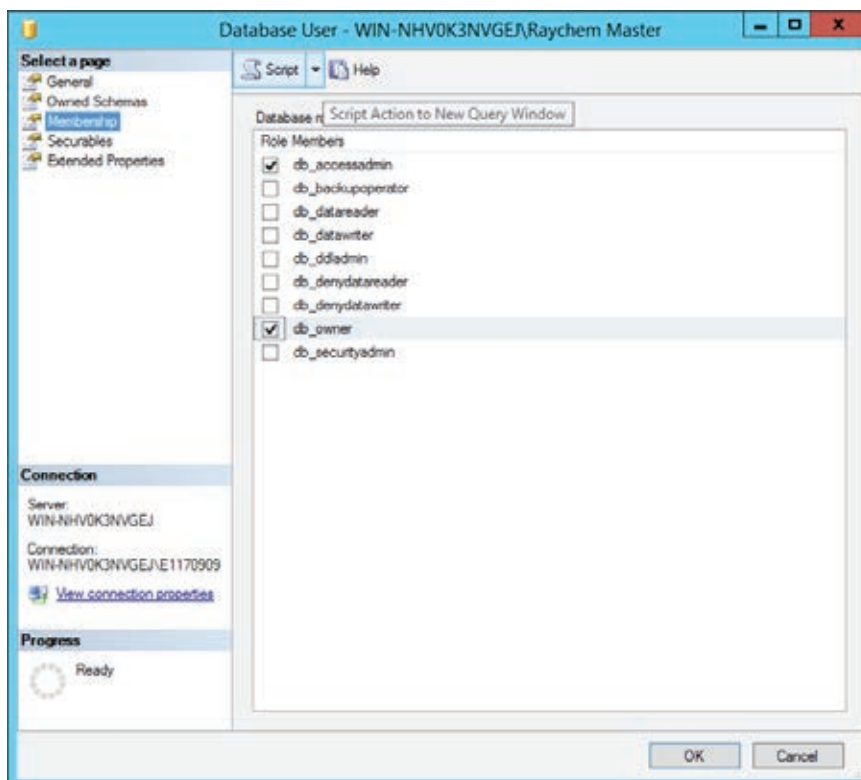 Database User - WIN-NHV0K3NVGEJ\Raychem Master
Select a page
General
Owned Schemas
Membership
Securables
Extended Properties
Script
Help
Database
Script Action to New Query Window
Role Members
db_accessadmin
db_backupoperator
db_datareader
db_datawriter
db_ddladmin
db_denydatareader
db_denydatawriter
db_owner
db_securityadmin
Connection
Server:
WIN-NHV0K3NVGEJ
Connection:
WIN-NHV0K3NVGEJ\E1170909
View connection properties
Progress
Ready
OK
Cancel